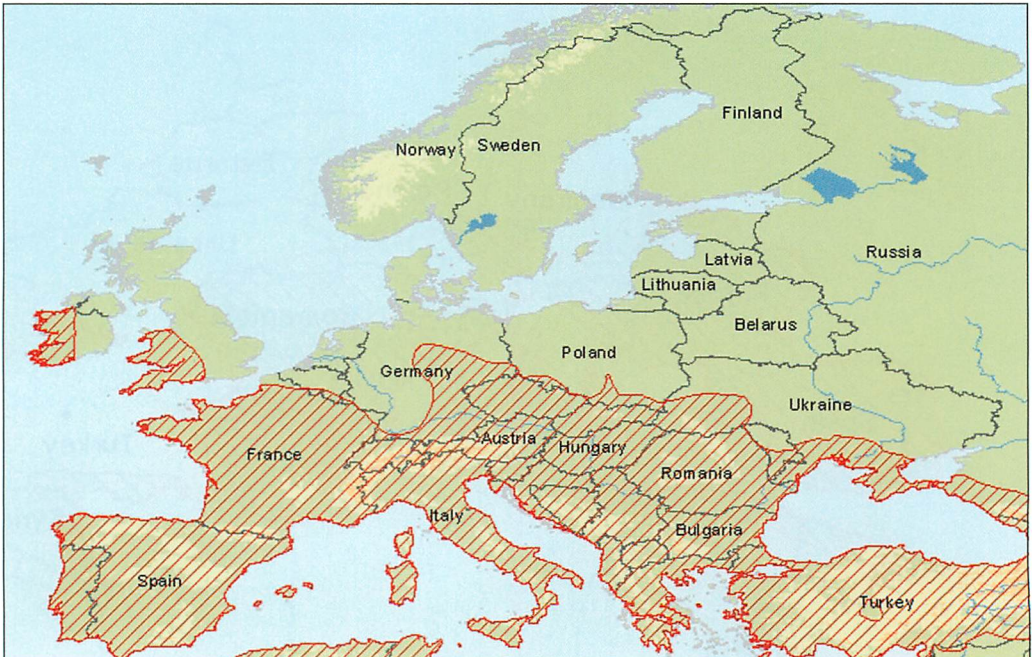 Finland
Norway
Sweden
Russia
Latvia
Lithuania
Belarus
Poland
Germany
Ukraine
Austria
Hungary
France
Romania
Italy
Bulgaria
Spain
Turkey